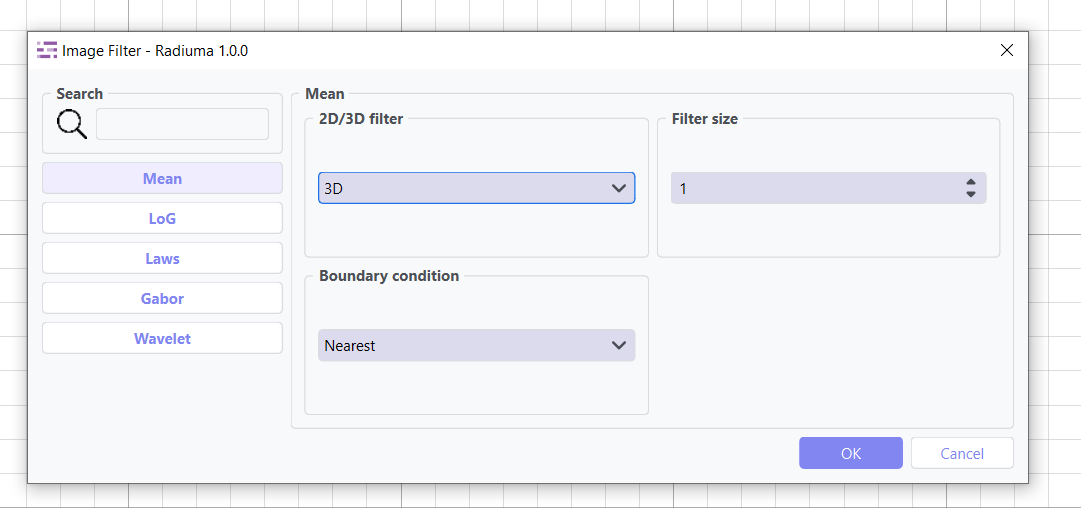 Image Filter - Radiuma 1.0.0
Search
Mean
LoG
Laws
Gabor
Wavelet
Mean
2D/3D filter
3D
Filter size
1
Boundary condition
Nearest
OK
Cancel